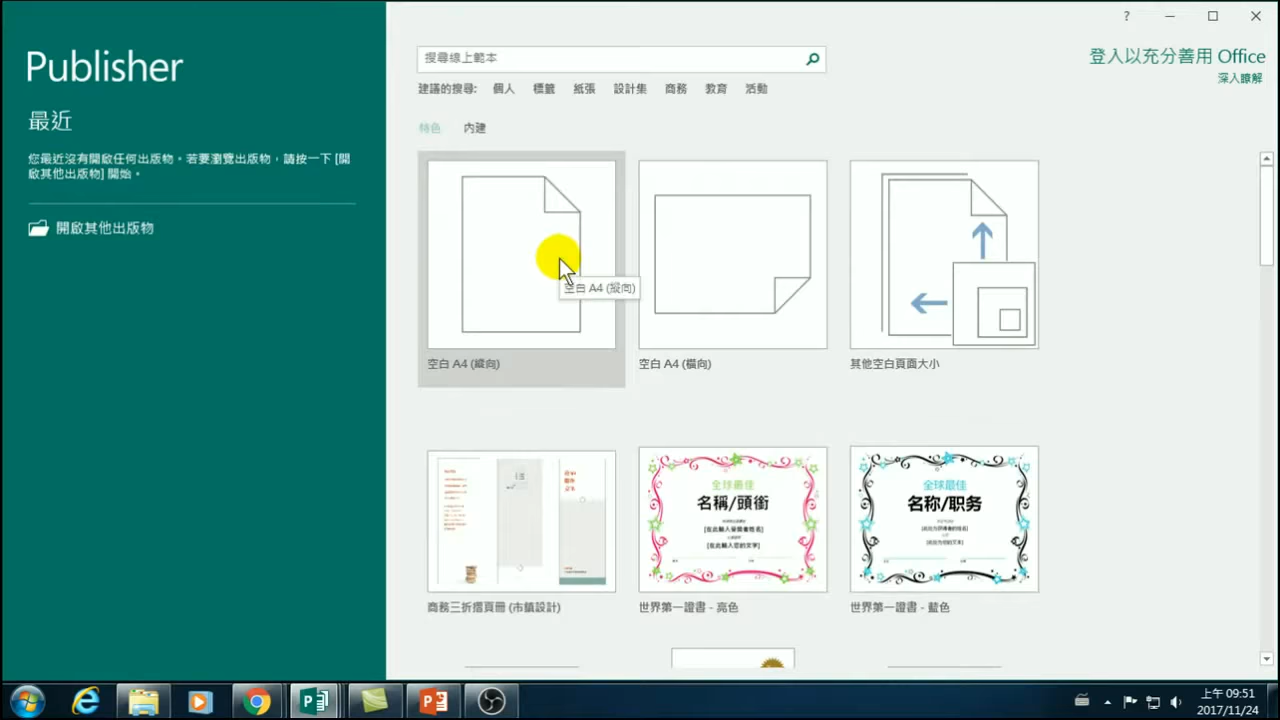 ?
Publisher
最近
您最近沒有開啟任何出版物。若要瀏覽出版物，請按一下 [開
啟其他出版物] 開始。
開啟其他出版物
搜尋線上範本
登入以充分善用 Office
深入瞭解
建議的搜尋: 個人 標籤 紙張 設計集 商務 教育 活動
特色 內建
空白 A4 (縱向)
空白 A4 (縱向)
空白 A4 (橫向)
其他空白頁面大小
全球最佳
名稱/頭銜
[在此輸入您的文字]
全球最佳
名称/职务
商務三折摺頁冊 (市鎮設計)
世界第一證書 - 亮色
世界第一證書 - 藍色
上午 09:51
2017/11/24